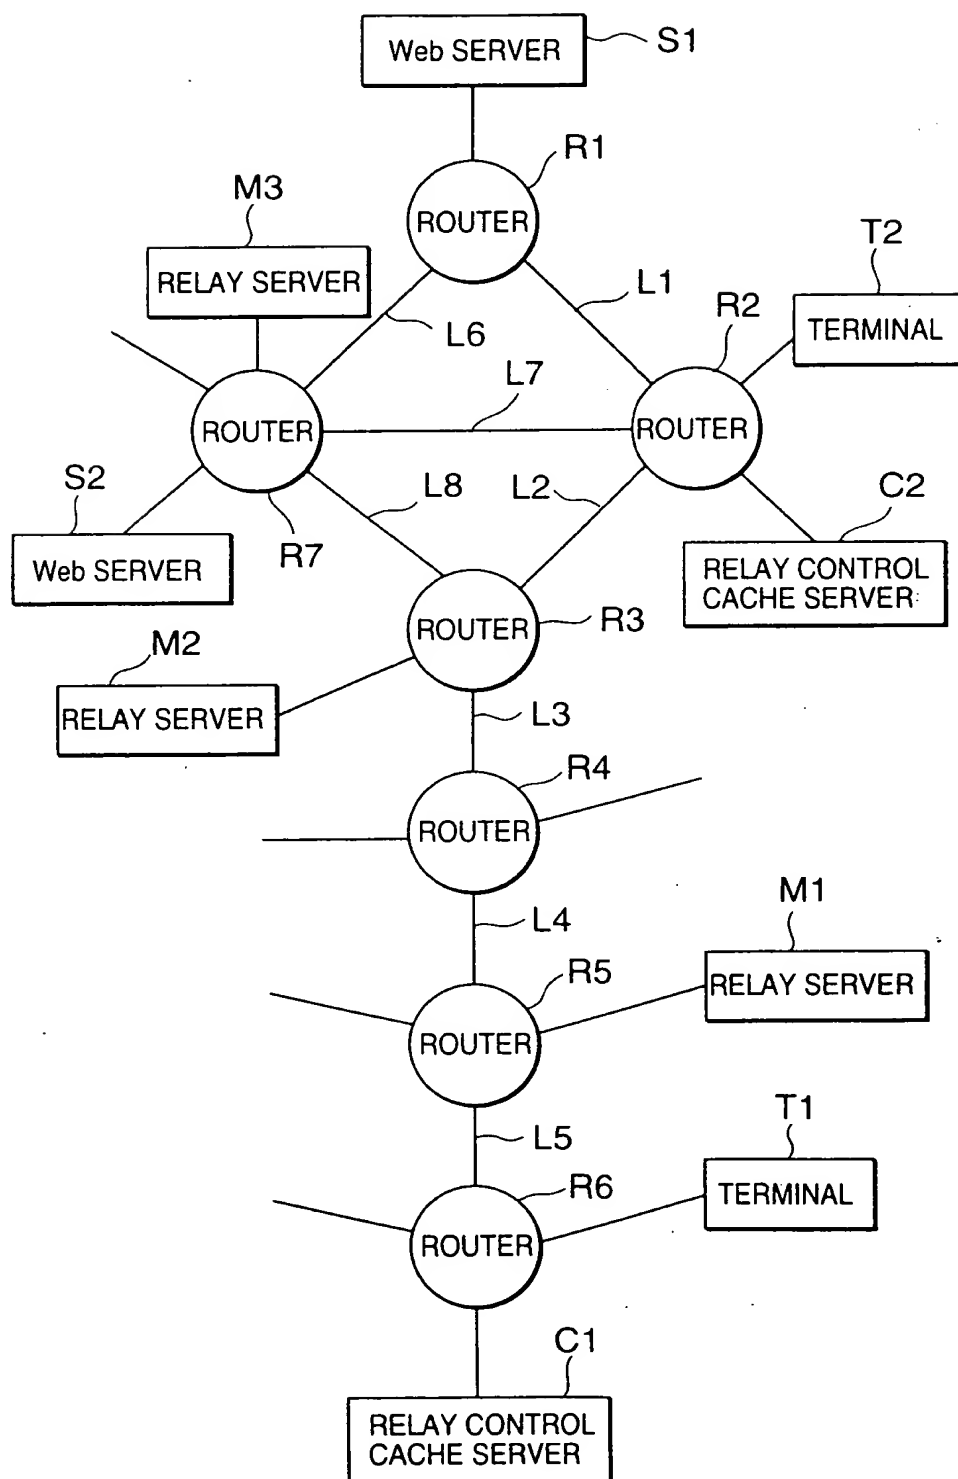 Web SERVER
S1
R1
M3
ROUTER
T2
RELAY SERVER
L1
R2
TERMINAL
L6
L7
ROUTER
ROUTER
S2
L8
L2
C2
R7
Web SERVER
RELAY CONTROL
CACHE SERVER
ROUTER
R3
M2
RELAY SERVER
L3
R4
ROUTER
M1
L4
R5
RELAY SERVER
ROUTER
T1
L5
R6
TERMINAL
ROUTER
C1
RELAY CONTROL
CACHE SERVER